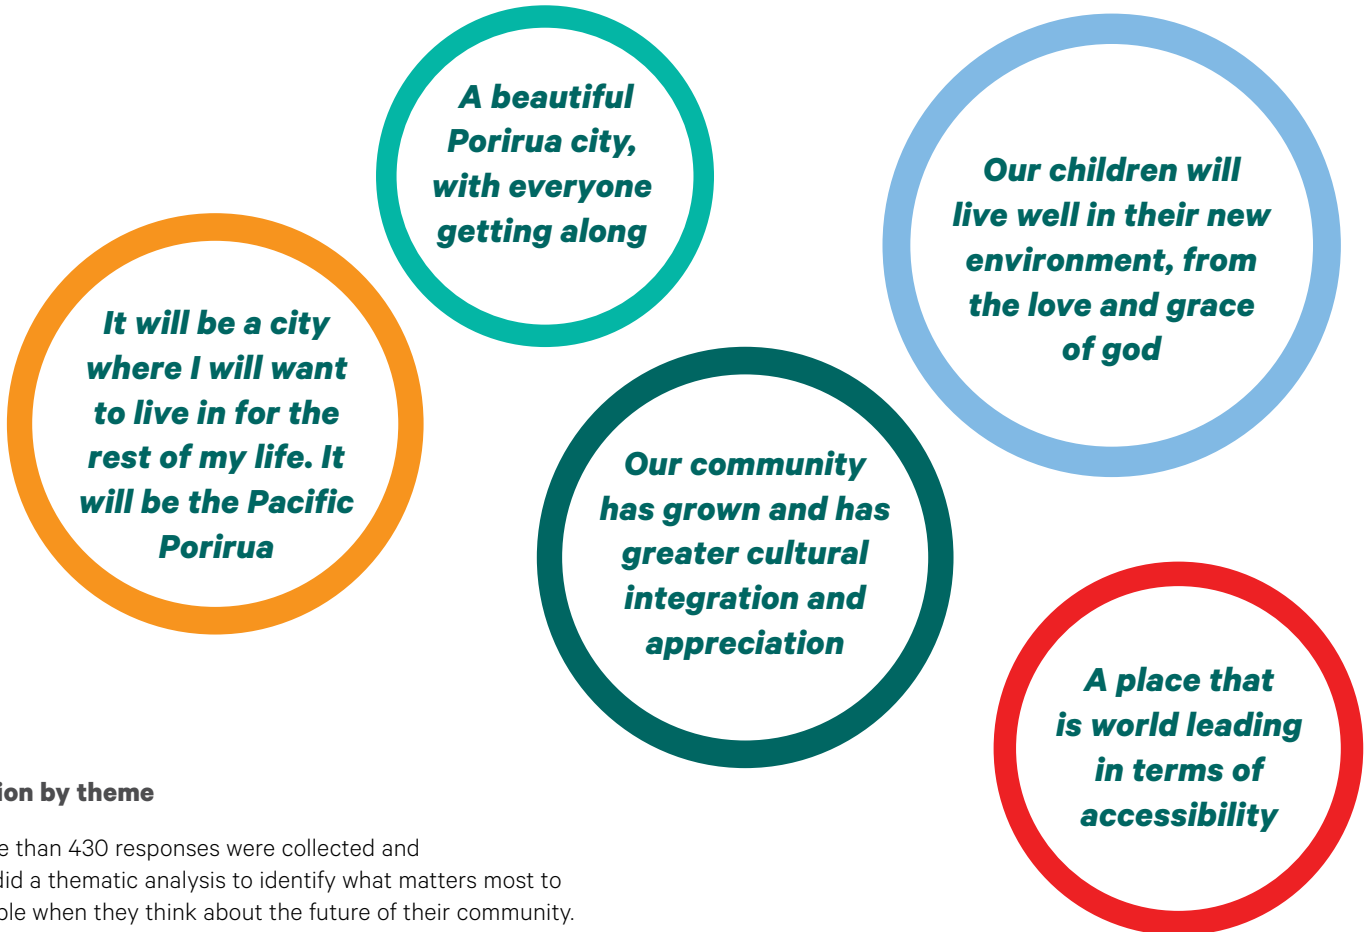 A beautiful
Porirua city,
with everyone
getting along
Our children will
live well in their new
environment, from
the love and grace
of god
It will be a city
where I will want
to live in for the
rest of my life. It
will be the Pacific
Porirua
Our community
has grown and has
greater cultural
integration and
appreciation
A place that
is world leading
in terms of
accessibility
by theme
than 430 responses were collected and
did a thematic analysis to identify what matters most to
when they think about the future of their community.